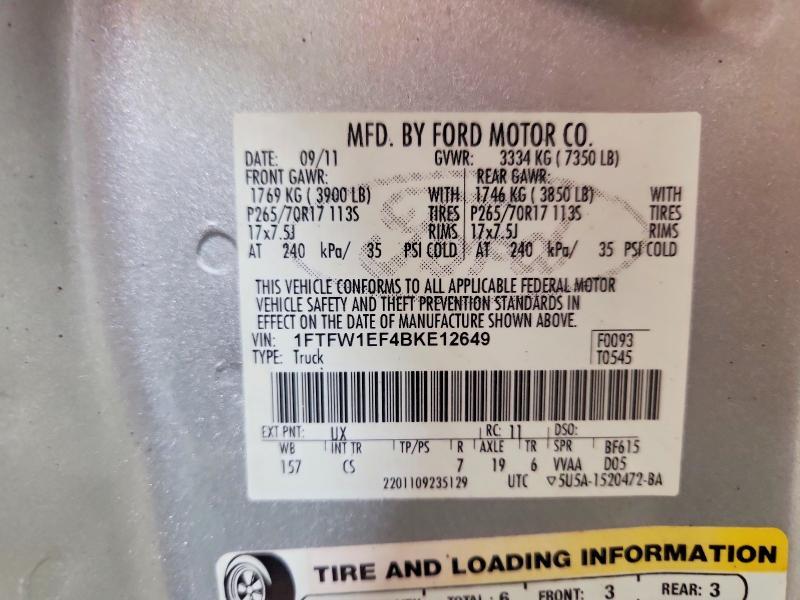 MFD. BY FORD MOTOR CO.
DATE: 09/11 GVWR: 3334 KG ( 7350 LB)
FRONT GAWR: REAR GAWR:
1769 KG ( 3900 LB) WITH 1746 KG ( 3850 LB) WITH
P265/70R17 113S TIRES P265/70R17 113S TIRES
17x7.5J RIMS 17x7.5J RIMS
AT 240 kPa/ 35 PSI COLD AT 240 kPa/ 35 PSI COLD
Ford
THIS VEHICLE CONFORMS TO ALL APPLICABLE FEDERAL MOTOR
VEHICLE SAFETY AND THEFT PREVENTION STANDARDS IN
EFFECT ON THE DATE OF MANUFACTURE SHOWN ABOVE.
VIN: 1FTFW1EF4BKE12649 F0093
TYPE: Truck T0545
EXT PNT: UX RC: 11 DSO:
WB INT TR TP/PS R AXLE TR SPR BF615
157 CS 7 19 6 VVAA D05
2201109235129 UTC ▽5U5A-1520472-BA
TIRE AND LOADING INFORMATION
TOTAL: 6 FRONT: 3 REAR: 3